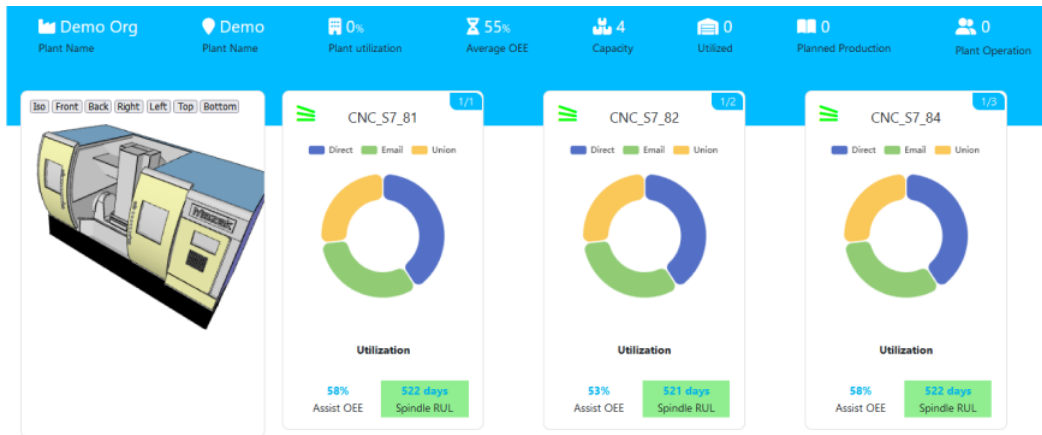 Demo Org
Plant Name
Demo
Plant Name
0%
Plant utilization
55%
Average OEE
4
Capacity
0
Utilized
0
Planned Production
0
Plant Operation
Iso Front Back Right Left Top Bottom
1/1
CNC_S7_81
Direct Email Union
Utilization
58%
Assist OEE
522 days
Spindle RUL
1/2
CNC_S7_82
Direct Email Union
Utilization
53%
Assist OEE
521 days
Spindle RUL
1/3
CNC_S7_84
Direct Email Union
Utilization
58%
Assist OEE
522 days
Spindle RUL